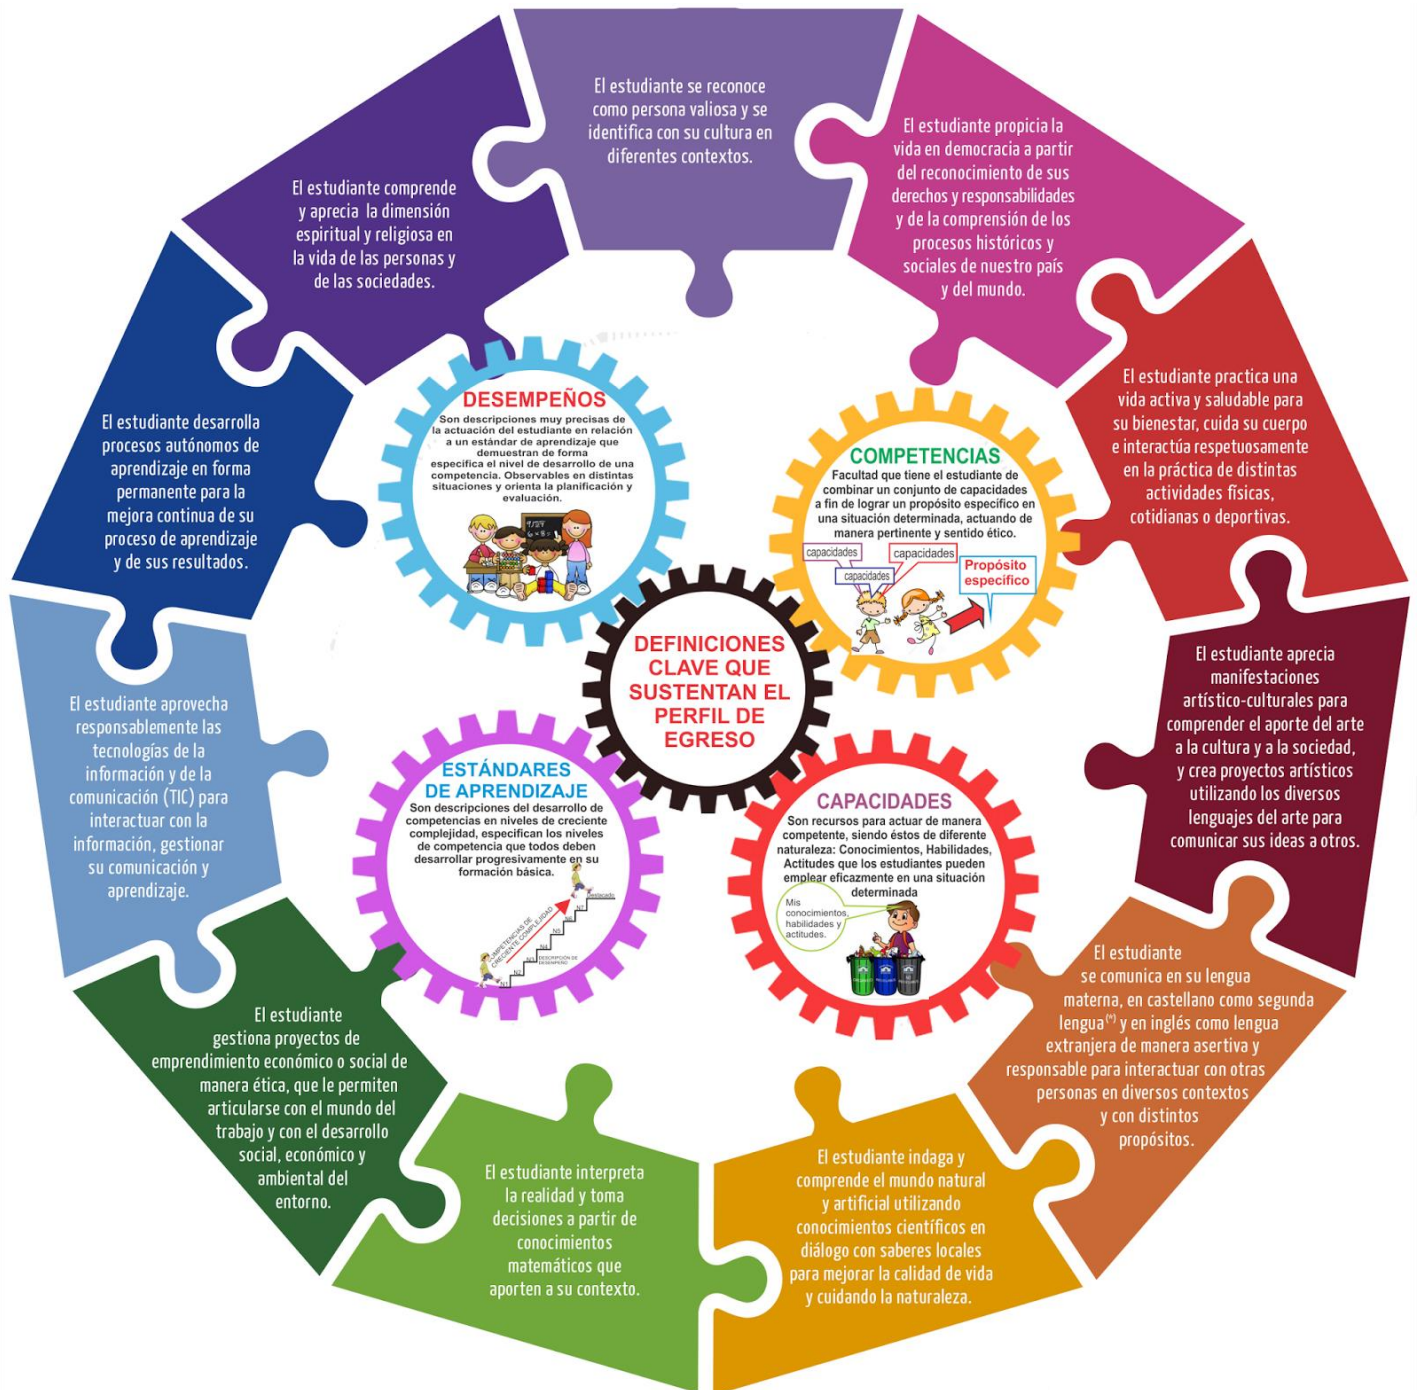 El estudiante se reconoce
como persona valiosa y se
identifica con su cultura en
diferentes contextos.
El estudiante propicia la
vida en democracia a partir
del reconocimiento de sus
derechos y responsabilidades
y de la comprensión de los
procesos históricos y
sociales de nuestro país
y del mundo.
El estudiante practica una
vida activa y saludable para
su bienestar, cuida su cuerpo
e interactúa respetuosamente
en la práctica de distintas
actividades físicas,
cotidianas o deportivas.
El estudiante aprecia
manifestaciones
artístico-culturales para
comprender el aporte del arte
a la cultura y a la sociedad,
y crea proyectos artísticos
utilizando los diversos
lenguajes del arte para
comunicar sus ideas a otros.
El estudiante
se comunica en su lengua
materna, en castellano como segunda
lengua(*) y en inglés como lengua
extranjera de manera asertiva y
responsable para interactuar con otras
personas en diversos contextos
y con distintos
propósitos.
El estudiante indaga y
comprende el mundo natural
y artificial utilizando
conocimientos científicos en
diálogo con saberes locales
para mejorar la calidad de vida
y cuidando la naturaleza.
El estudiante interpreta
la realidad y toma
decisiones a partir de
conocimientos
matemáticos que
aporten a su contexto.
El estudiante
gestiona proyectos de
emprendimiento económico o social de
manera ética, que le permiten
articularse con el mundo del
trabajo y con el desarrollo
social, económico y
ambiental del
entorno.
El estudiante aprovecha
responsablemente las
tecnologías de la
información y de la
comunicación (TIC) para
interactuar con la
información, gestionar
su comunicación y
aprendizaje.
El estudiante desarrolla
procesos autónomos de
aprendizaje en forma
permanente para la
mejora continua de su
proceso de aprendizaje
y de sus resultados.
El estudiante comprende
y aprecia la dimensión
espiritual y religiosa en
la vida de las personas y
de las sociedades.
DESEMPEÑOS
Son descripciones muy precisas de
la actuación del estudiante en relación
a un estándar de aprendizaje que
demuestran de forma
específica el nivel de desarrollo de una
competencia. Observables en distintas
situaciones y orienta la planificación y
evaluación.
COMPETENCIAS
Facultad que tiene el estudiante de
combinar un conjunto de capacidades
a fin de lograr un propósito específico en
una situación determinada, actuando de
manera pertinente y sentido ético.
capacidades
capacidades
capacidades
Propósito
específico
DEFINICIONES
CLAVE QUE
SUSTENTAN EL
PERFIL DE
EGRESO
ESTÁNDARES
DE APRENDIZAJE
Son descripciones del desarrollo de
competencias en niveles de creciente
complejidad, especifican los niveles
de competencia que todos deben
desarrollar progresivamente en su
formación básica.
COMPETENCIAS DE
CRECIENTE COMPLEJIDAD
Destacado
N7
N6
N5
N4
N3
N2
N1
DESCRIPCIÓN DE
DESEMPEÑO
CAPACIDADES
Son recursos para actuar de manera
competente, siendo éstos de diferente
naturaleza: Conocimientos, Habilidades,
Actitudes que los estudiantes pueden
emplear eficazmente en una situación
determinada
Mis
conocimientos,
habilidades y
actitudes.